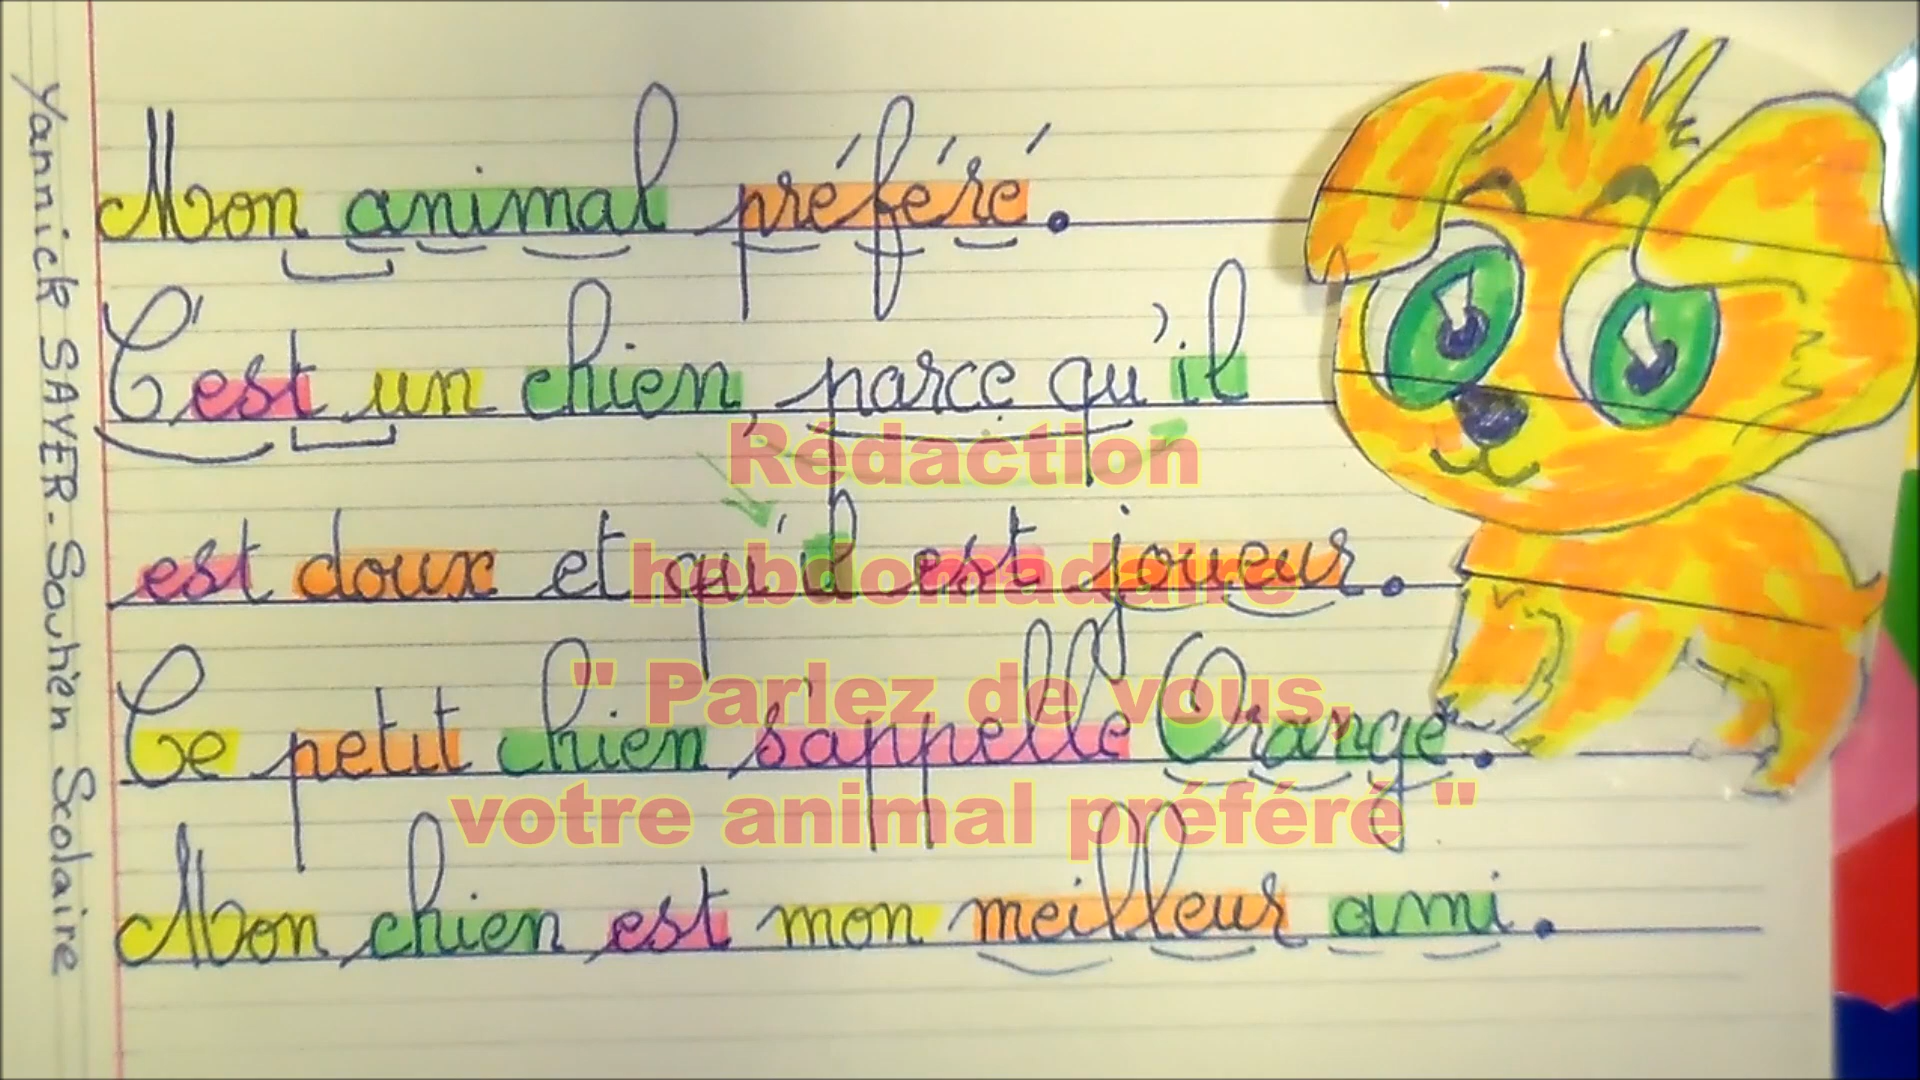 Mon animal préféré.
C'est un chien, parce qu'il
est doux et qu'il est joueur.
Ce petit chien s'appelle Orange.
Mon chien est mon meilleur ami.
Rédaction
hebdomadaire
" Parlez de vous,
votre animal préféré "
Yannick SAYER - Soutien Scolaire